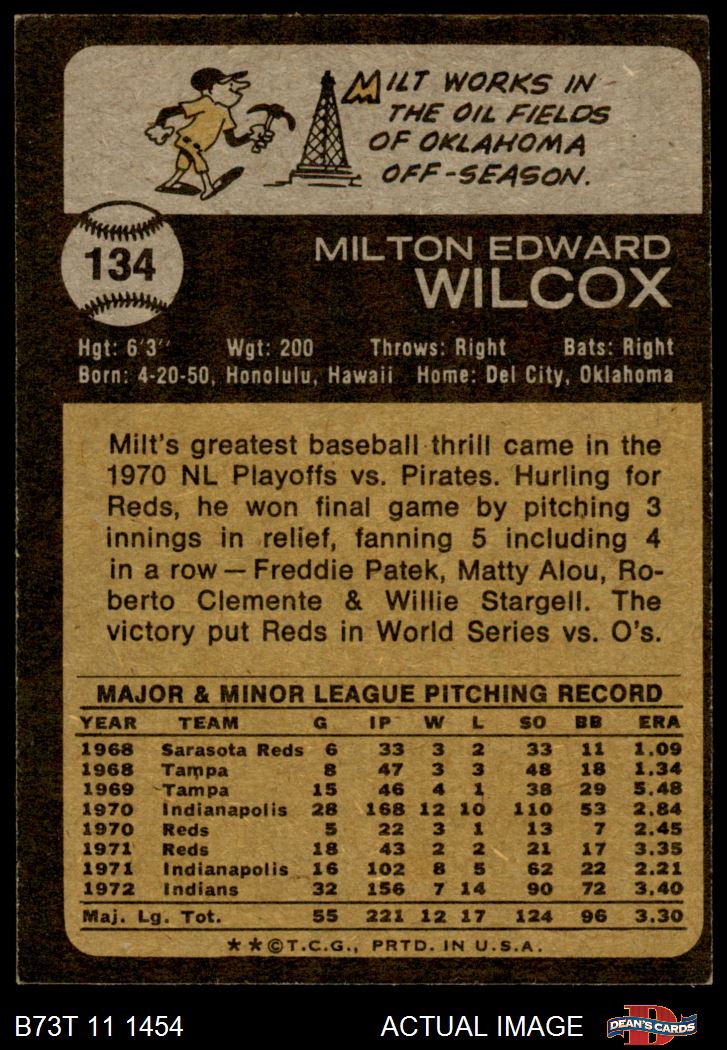 MILT WORKS IN
THE OIL FIELDS
OF OKLAHOMA
OFF-SEASON.
134
MILTON EDWARD
WILCOX
Hgt: 6'3" Wgt: 200 Throws: Right Bats: Right
Born: 4-20-50, Honolulu, Hawaii Home: Del City, Oklahoma
Milt's greatest baseball thrill came in the
1970 NL Playoffs vs. Pirates. Hurling for
Reds, he won final game by pitching 3
innings in relief, fanning 5 including 4
in a row — Freddie Patek, Matty Alou, Ro-
berto Clemente & Willie Stargell. The
victory put Reds in World Series vs. O's.
MAJOR & MINOR LEAGUE PITCHING RECORD
YEAR TEAM G IP W L SO BB ERA
1968 Sarasota Reds 6 33 3 2 33 11 1.09
1968 Tampa 8 47 3 3 48 18 1.34
1969 Tampa 15 46 4 1 38 29 5.48
1970 Indianapolis 28 168 12 10 110 53 2.84
1970 Reds 5 22 3 1 13 7 2.45
1971 Reds 18 43 2 2 21 17 3.35
1971 Indianapolis 16 102 8 5 62 22 2.21
1972 Indians 32 156 7 14 90 72 3.40
Maj. Lg. Tot. 55 221 12 17 124 96 3.30
**©T.C.G., PRTD. IN U.S.A.
B73T 11 1454 ACTUAL IMAGE DEAN'S CARDS